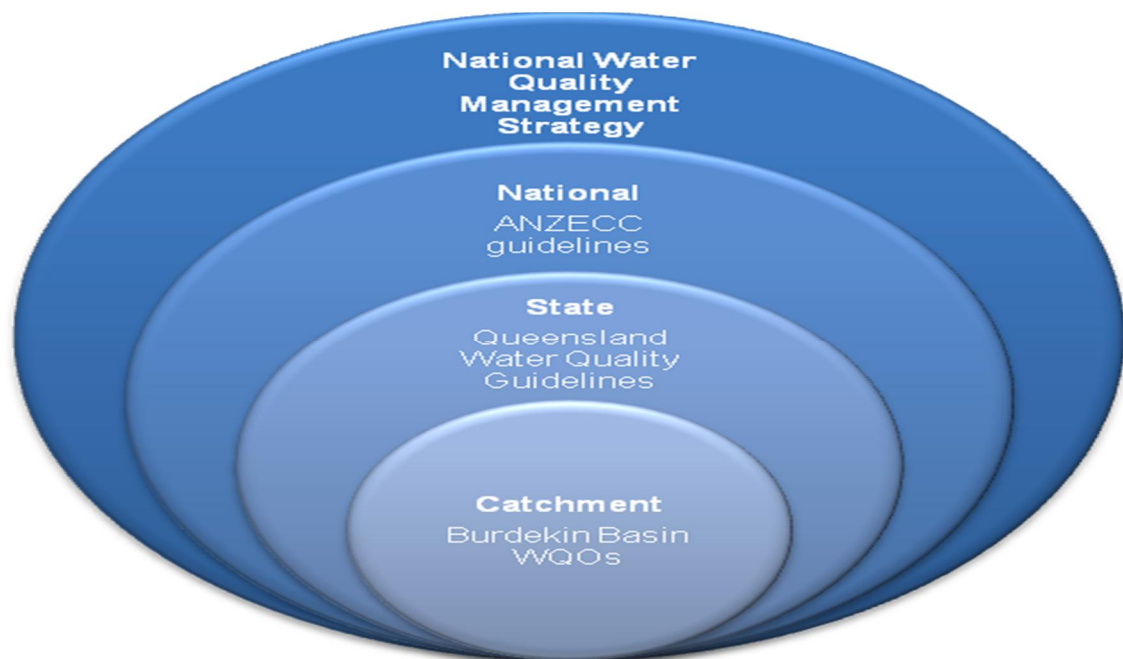 National Water
Quality
Management
Strategy
National
ANZECC
guidelines
State
Queensland
Water Quality
Guidelines
Catchment
Burdekin Basin
WQOs